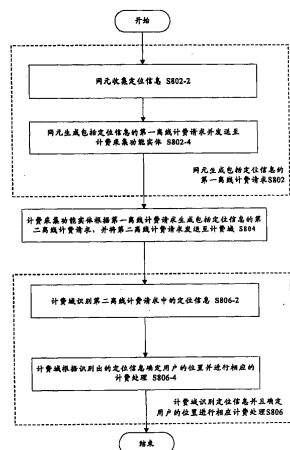 开始
网元收集定位信息 S802-2
网元生成包括定位信息的第一离线计费请求并发送至
计费采集功能实体 S802-4
网元生成包括定位信息的
第一离线计费请求S802
计费采集功能实体根据第一离线计费请求生成包括定位信息的第
二离线计费请求，并将第二离线计费请求发送至计费域 S804
计费域识别第二离线计费请求中的定位信息 S806-2
计费域根据识别出的定位信息确定用户的位置并进行相应的
计费处理 S806-4
计费域识别定位信息并且确定
用户的位置进行相应计费处理S806
结束